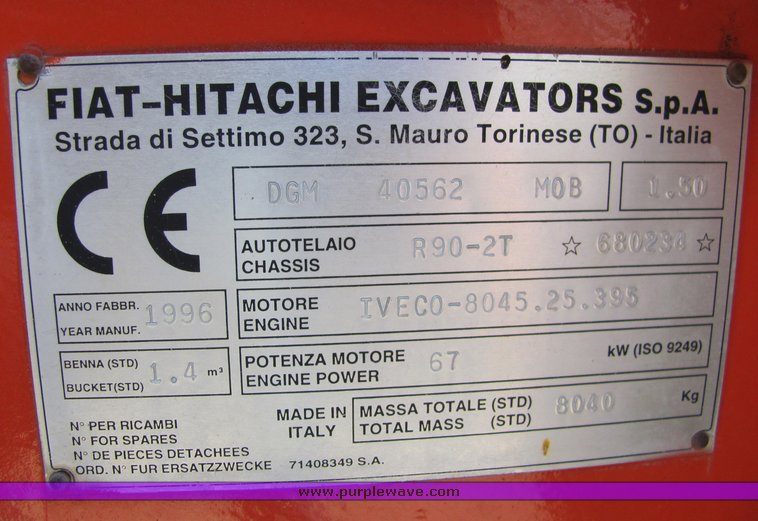 FIAT-HITACHI EXCAVATORS S.p.A.
Strada di Settimo 323, S. Mauro Torinese (TO) - Italia
CE
DGM 40562 MOB 1.50
AUTOTELAIO
CHASSIS
R90-2T ☆ 680234 ☆
ANNO FABBR.
YEAR MANUF.
1996
MOTORE
ENGINE
IVECO-8045.25.395
BENNA (STD)
BUCKET(STD)
1.4 m³
POTENZA MOTORE
ENGINE POWER
67 kW (ISO 9249)
N° PER RICAMBI
N° FOR SPARES
N° DE PIECES DETACHEES
ORD. N° FUR ERSATZZWECKE 71408349 S.A.
MADE IN
ITALY
MASSA TOTALE (STD)
TOTAL MASS (STD)
8040 Kg
www.purplewave.com